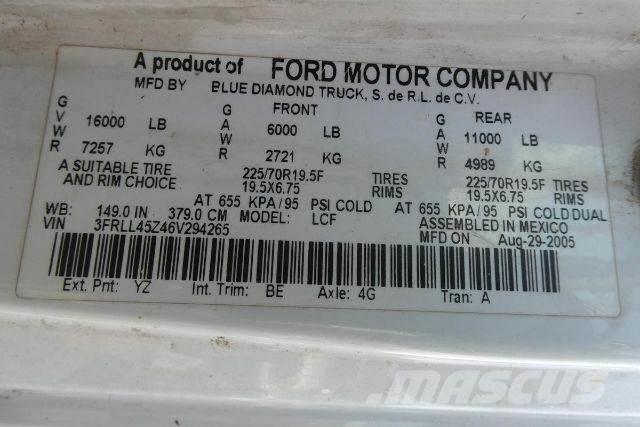 A product of FORD MOTOR COMPANY
MFD BY BLUE DIAMOND TRUCK, S. de R.L. de C.V.
GVWR 16000 LB 7257 KG
FRONT GAWR 6000 LB 2721 KG
REAR GAWR 11000 LB 4989 KG
A SUITABLE TIRE 225/70R19.5F TIRES 225/70R19.5F
AND RIM CHOICE 19.5X6.75 RIMS 19.5X6.75
AT 655 KPA/95 PSI COLD AT 655 KPA/95 PSI COLD DUAL
WB: 149.0 IN 379.0 CM MODEL: LCF ASSEMBLED IN MEXICO
VIN 3FRLL45Z46V294265 MFD ON Aug-29-2005
Ext. Pnt: YZ Int. Trim: BE Axle: 4G Tran: A
MASCUS